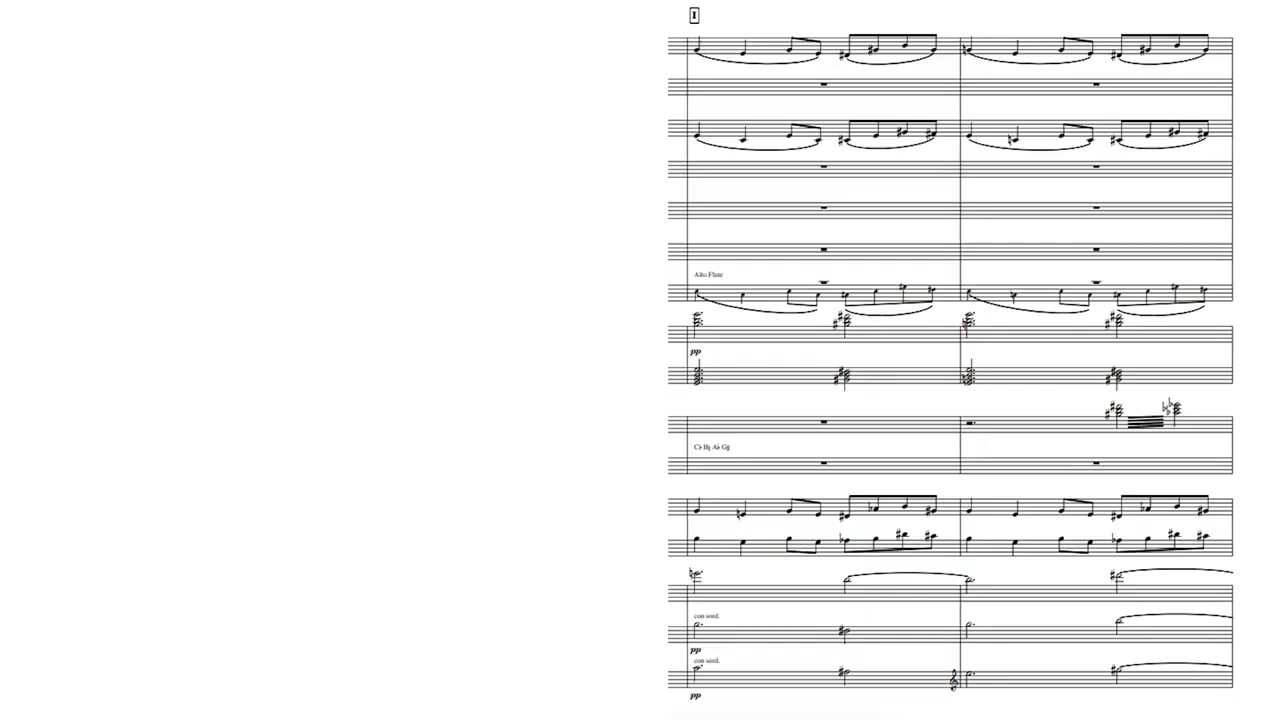 I
Alto Flute
pp
C♭ B♮ A♭ G♮
con sord.
pp
con sord.
pp